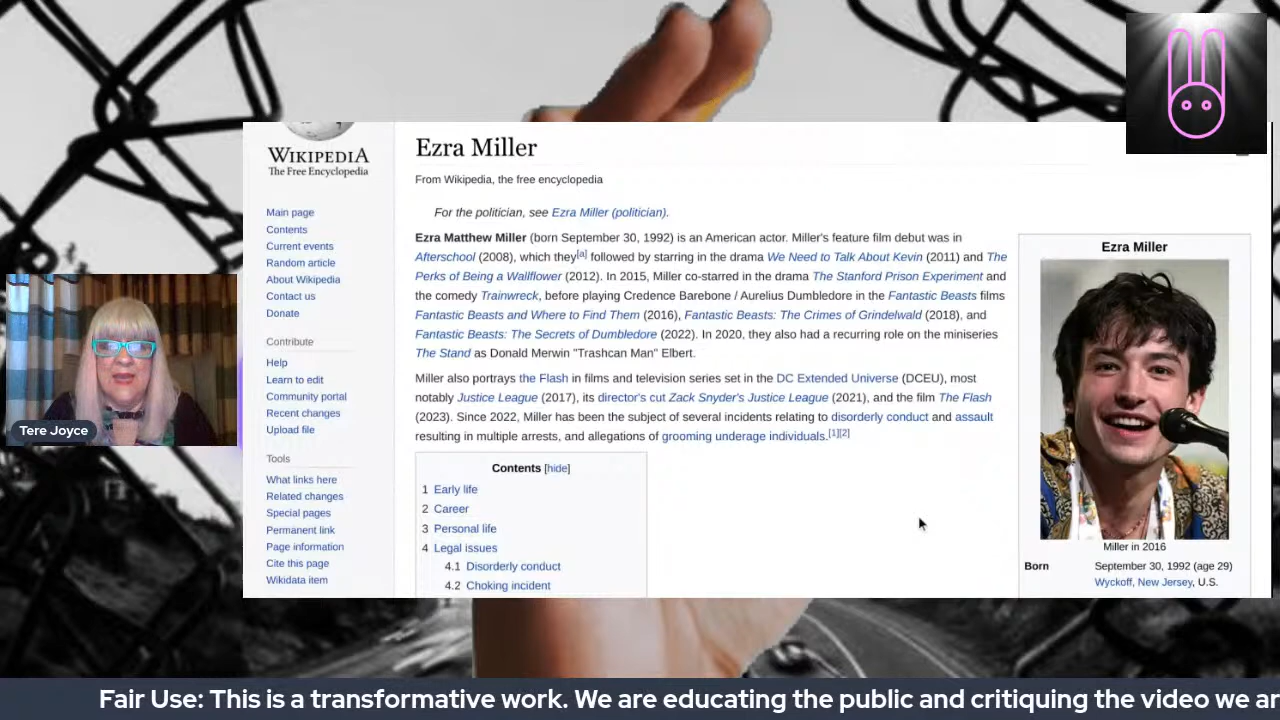 WIKIPEDIA
The Free Encyclopedia
Main page
Contents
Current events
Random article
About Wikipedia
Contact us
Donate
Contribute
Help
Learn to edit
Community portal
Recent changes
Upload file
Tools
What links here
Related changes
Special pages
Permanent link
Page information
Cite this page
Wikidata item
Ezra Miller
From Wikipedia, the free encyclopedia
For the politician, see Ezra Miller (politician).
Ezra Matthew Miller (born September 30, 1992) is an American actor. Miller's feature film debut was in
Afterschool (2008), which they[a] followed by starring in the drama We Need to Talk About Kevin (2011) and The
Perks of Being a Wallflower (2012). In 2015, Miller co-starred in the drama The Stanford Prison Experiment and
the comedy Trainwreck, before playing Credence Barebone / Aurelius Dumbledore in the Fantastic Beasts films
Fantastic Beasts and Where to Find Them (2016), Fantastic Beasts: The Crimes of Grindelwald (2018), and
Fantastic Beasts: The Secrets of Dumbledore (2022). In 2020, they also had a recurring role on the miniseries
The Stand as Donald Merwin "Trashcan Man" Elbert.
Miller also portrays the Flash in films and television series set in the DC Extended Universe (DCEU), most
notably Justice League (2017), its director's cut Zack Snyder's Justice League (2021), and the film The Flash
(2023). Since 2022, Miller has been the subject of several incidents relating to disorderly conduct and assault
resulting in multiple arrests, and allegations of grooming underage individuals.[1][2]
Contents [hide]
1 Early life
2 Career
3 Personal life
4 Legal issues
4.1 Disorderly conduct
4.2 Choking incident
Ezra Miller
Miller in 2016
Born September 30, 1992 (age 29)
Wyckoff, New Jersey, U.S.
Tere Joyce
Fair Use: This is a transformative work. We are educating the public and critiquing the video we